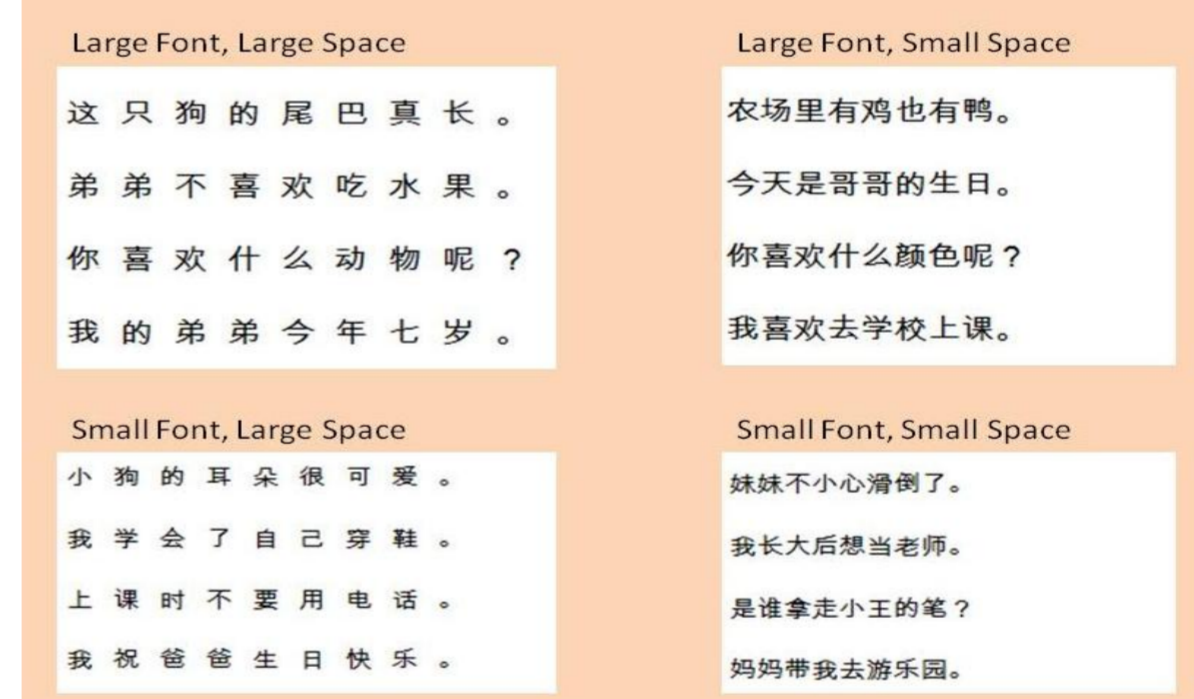 Large Font, Large Space
这 只 狗 的 尾 巴 真 长 。
弟 弟 不 喜 欢 吃 水 果 。
你 喜 欢 什 么 动 物 呢 ？
我 的 弟 弟 今 年 七 岁 。
Large Font, Small Space
农场里有鸡也有鸭。
今天是哥哥的生日。
你喜欢什么颜色呢？
我喜欢去学校上课。
Small Font, Large Space
小 狗 的 耳 朵 很 可 爱 。
我 学 会 了 自 己 穿 鞋 。
上 课 时 不 要 用 电 话 。
我 祝 爸 爸 生 日 快 乐 。
Small Font, Small Space
妹妹不小心滑倒了。
我长大后想当老师。
是谁拿走小王的笔？
妈妈带我去游乐园。